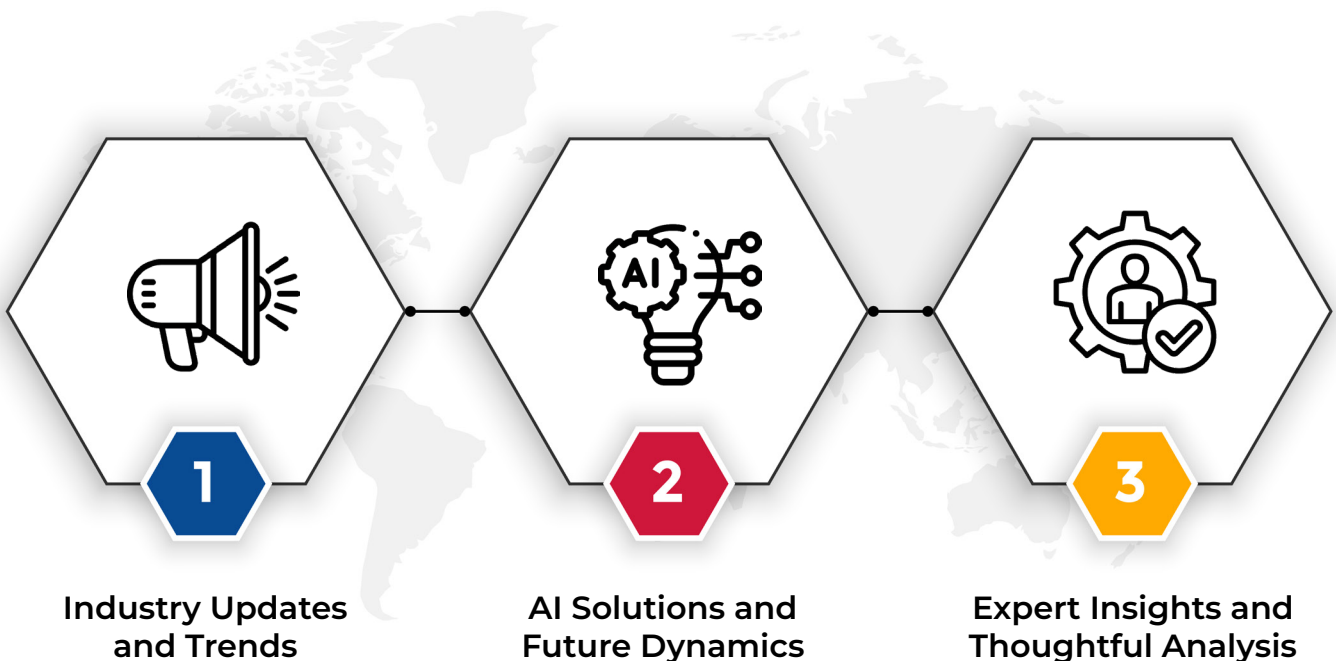 AI
1
2
3
Industry Updates
and Trends
AI Solutions and
Future Dynamics
Expert Insights and
Thoughtful Analysis